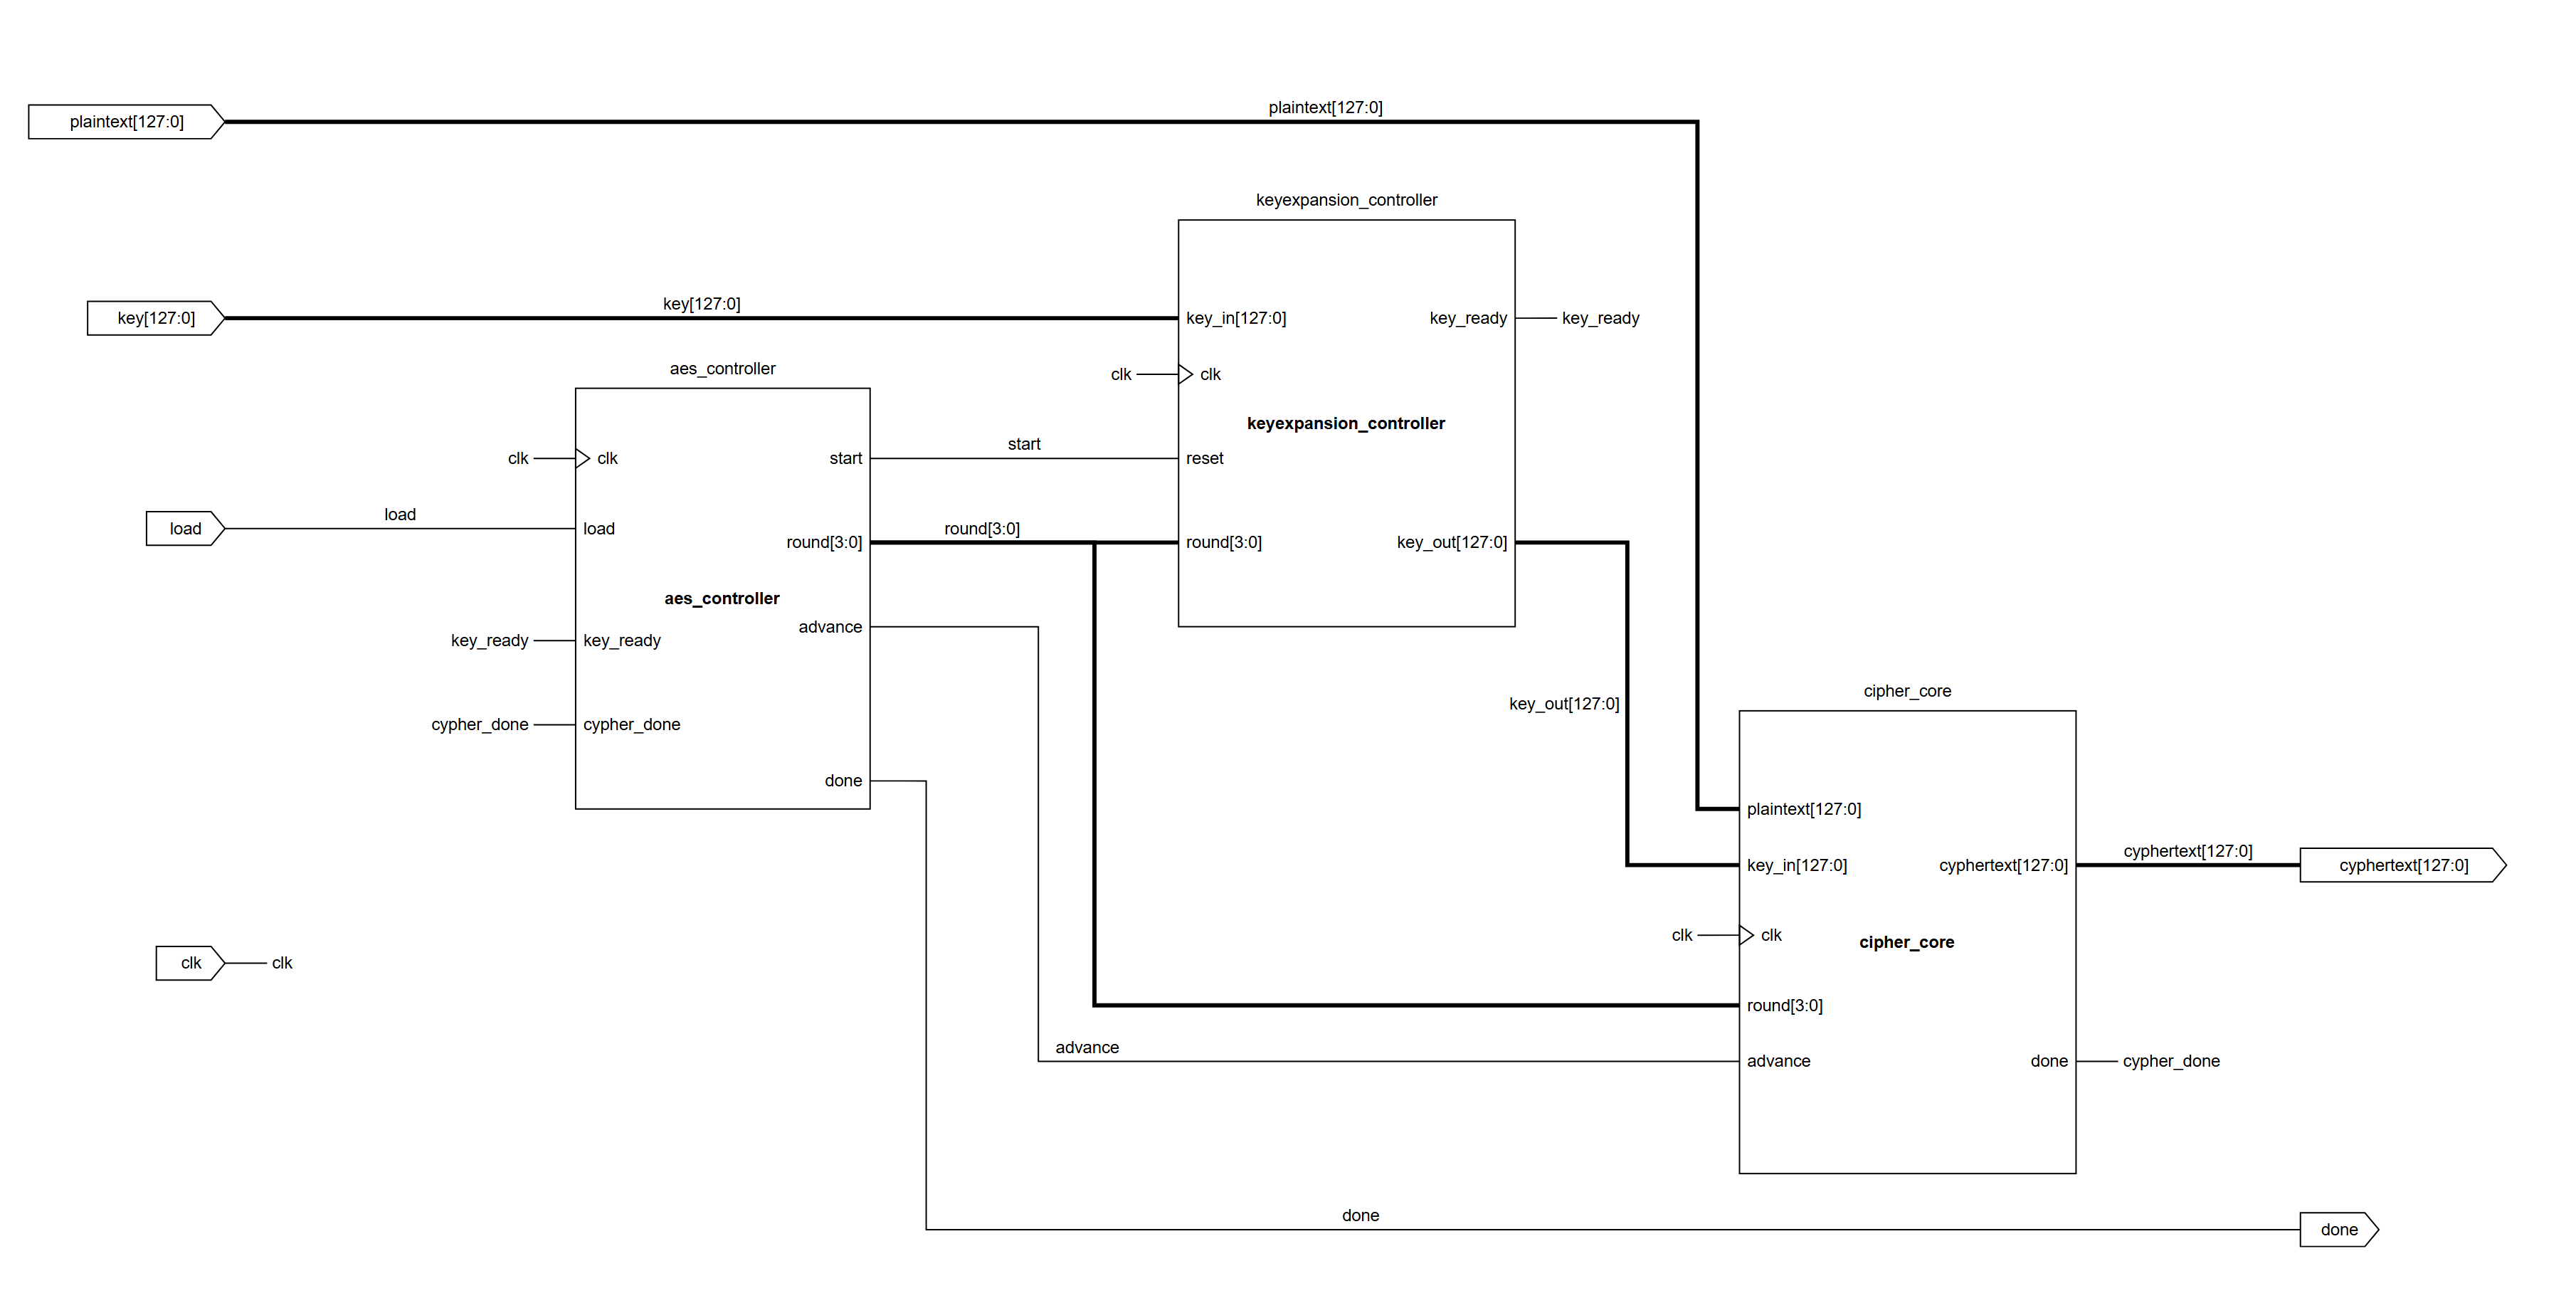 plaintext[127:0]
plaintext[127:0]
keyexpansion_controller
key[127:0]
key[127:0]
key_in[127:0]
key_ready
key_ready
clk
clk
keyexpansion_controller
reset
round[3:0]
key_out[127:0]
aes_controller
clk
clk
start
start
load
load
load
round[3:0]
round[3:0]
aes_controller
advance
key_ready
key_ready
cypher_done
cypher_done
done
key_out[127:0]
cipher_core
plaintext[127:0]
key_in[127:0]
cyphertext[127:0]
cyphertext[127:0]
cyphertext[127:0]
clk
clk
cipher_core
clk
clk
round[3:0]
advance
advance
done
cypher_done
done
done